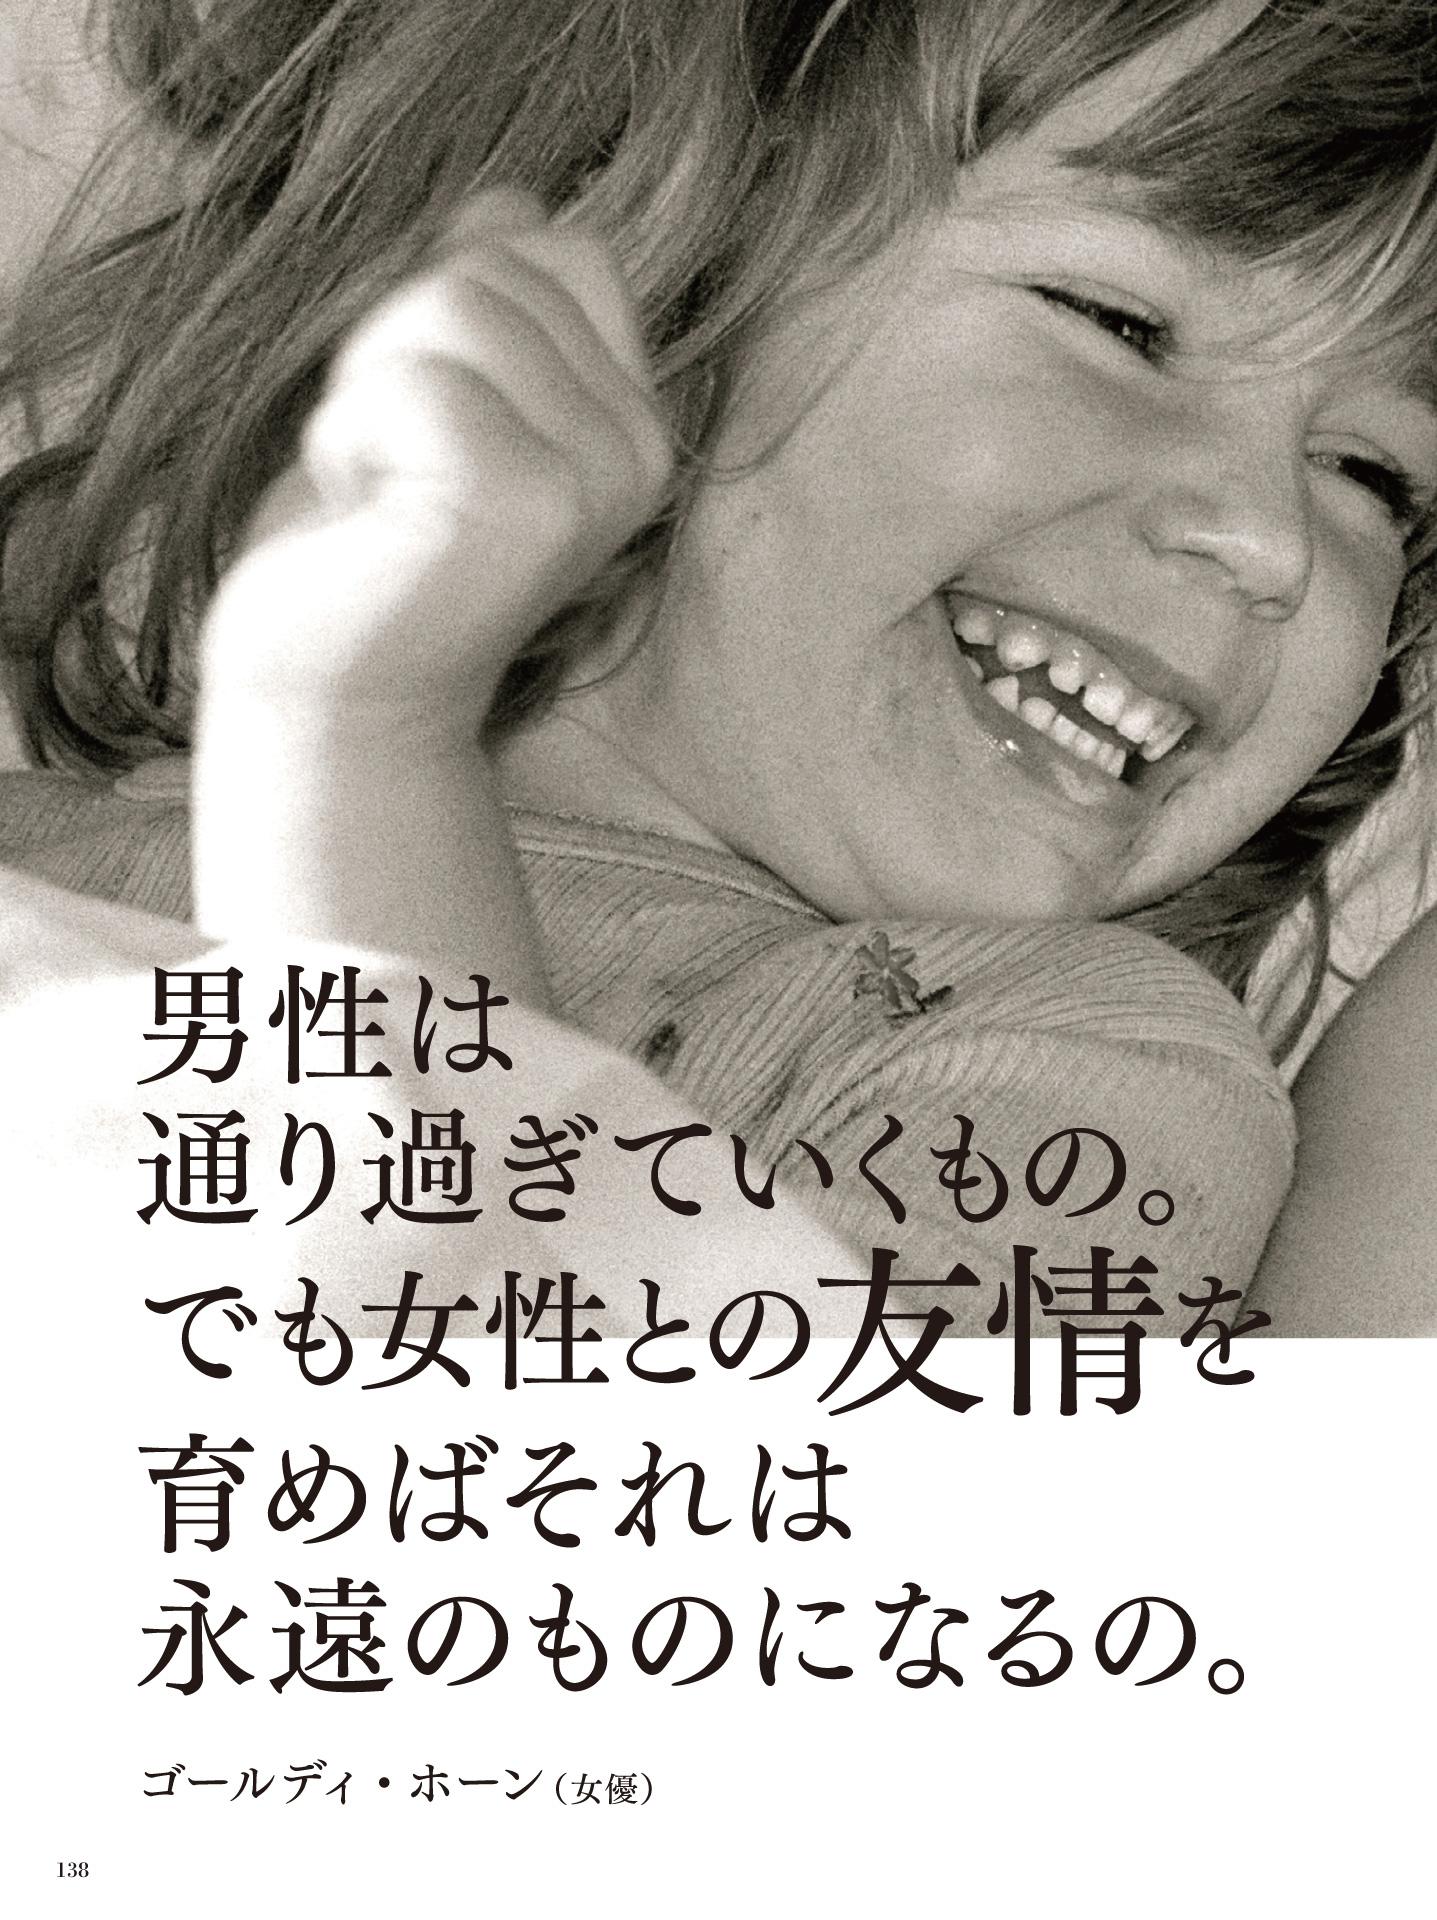 男性は
通り過ぎていくもの。
でも女性との友情を
育めばそれは
永遠のものになるの。
ゴールディ・ホーン（女優）
138